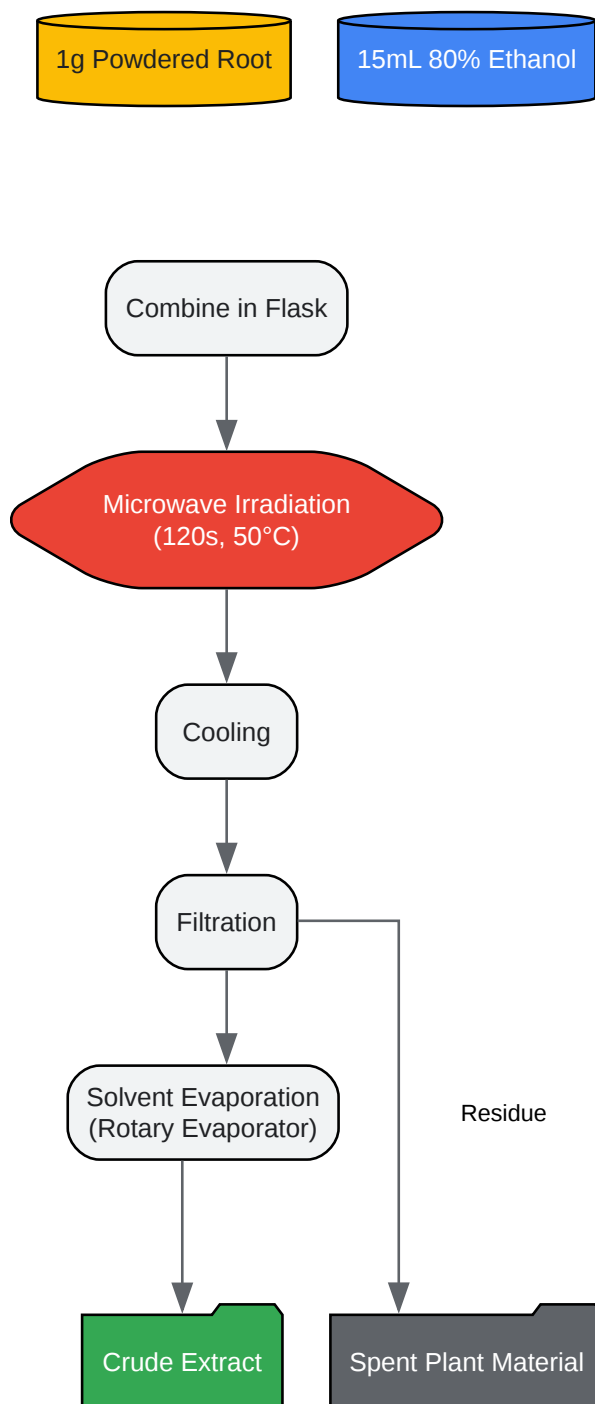 1g Powdered Root
15mL 80% Ethanol
Combine in Flask
Microwave Irradiation
(120s, 50°C)
Cooling
Filtration
Solvent Evaporation
(Rotary Evaporator)
Residue
Crude Extract
Spent Plant Material